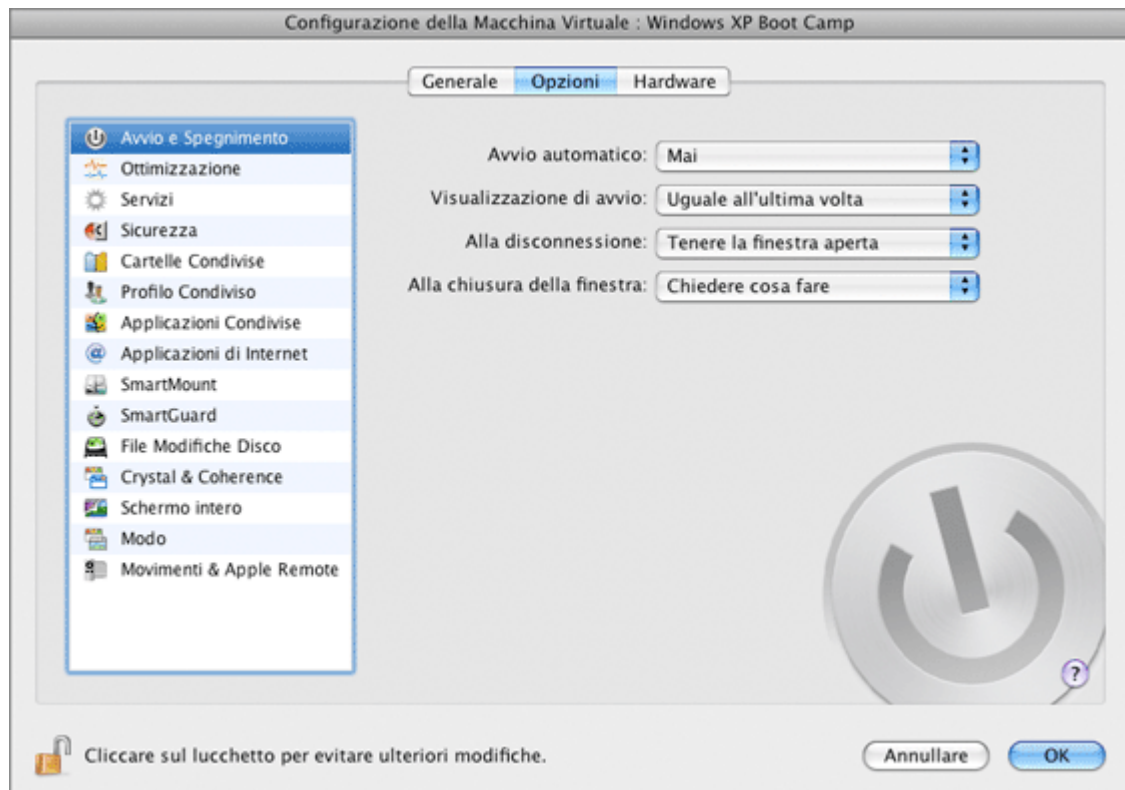 Configurazione della Macchina Virtuale : Windows XP Boot Camp
Generale Opzioni Hardware
Avvio e Spegnimento
Ottimizzazione
Servizi
Sicurezza
Cartelle Condivise
Profilo Condiviso
Applicazioni Condivise
Applicazioni di Internet
SmartMount
SmartGuard
File Modifiche Disco
Crystal & Coherence
Schermo intero
Modo
Movimenti & Apple Remote
Avvio automatico: Mai
Visualizzazione di avvio: Uguale all'ultima volta
Alla disconnessione: Tenere la finestra aperta
Alla chiusura della finestra: Chiedere cosa fare
?
Cliccare sul lucchetto per evitare ulteriori modifiche.
Annullare OK